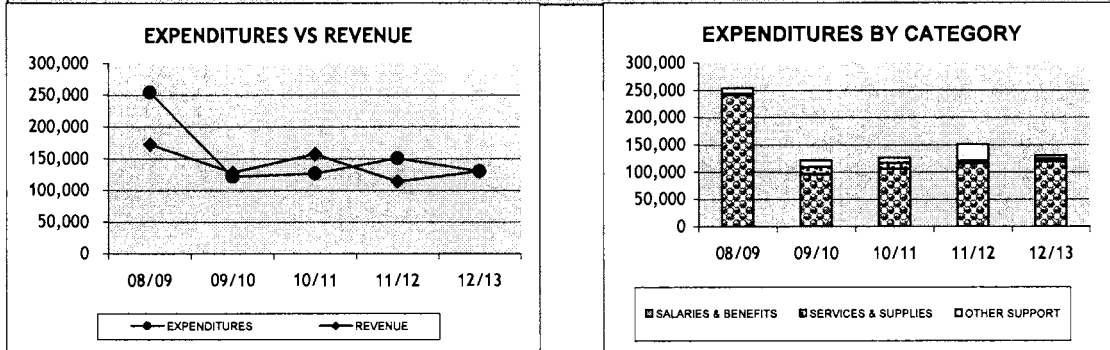 EXPENDITURES VS REVENUE
300,000
250,000
200,000
150,000
100,000
50,000
0
08/09 09/10 10/11 11/12 12/13
EXPENDITURES REVENUE
EXPENDITURES BY CATEGORY
300,000
250,000
200,000
150,000
100,000
50,000
0
08/09 09/10 10/11 11/12 12/13
SALARIES & BENEFITS SERVICES & SUPPLIES OTHER SUPPORT